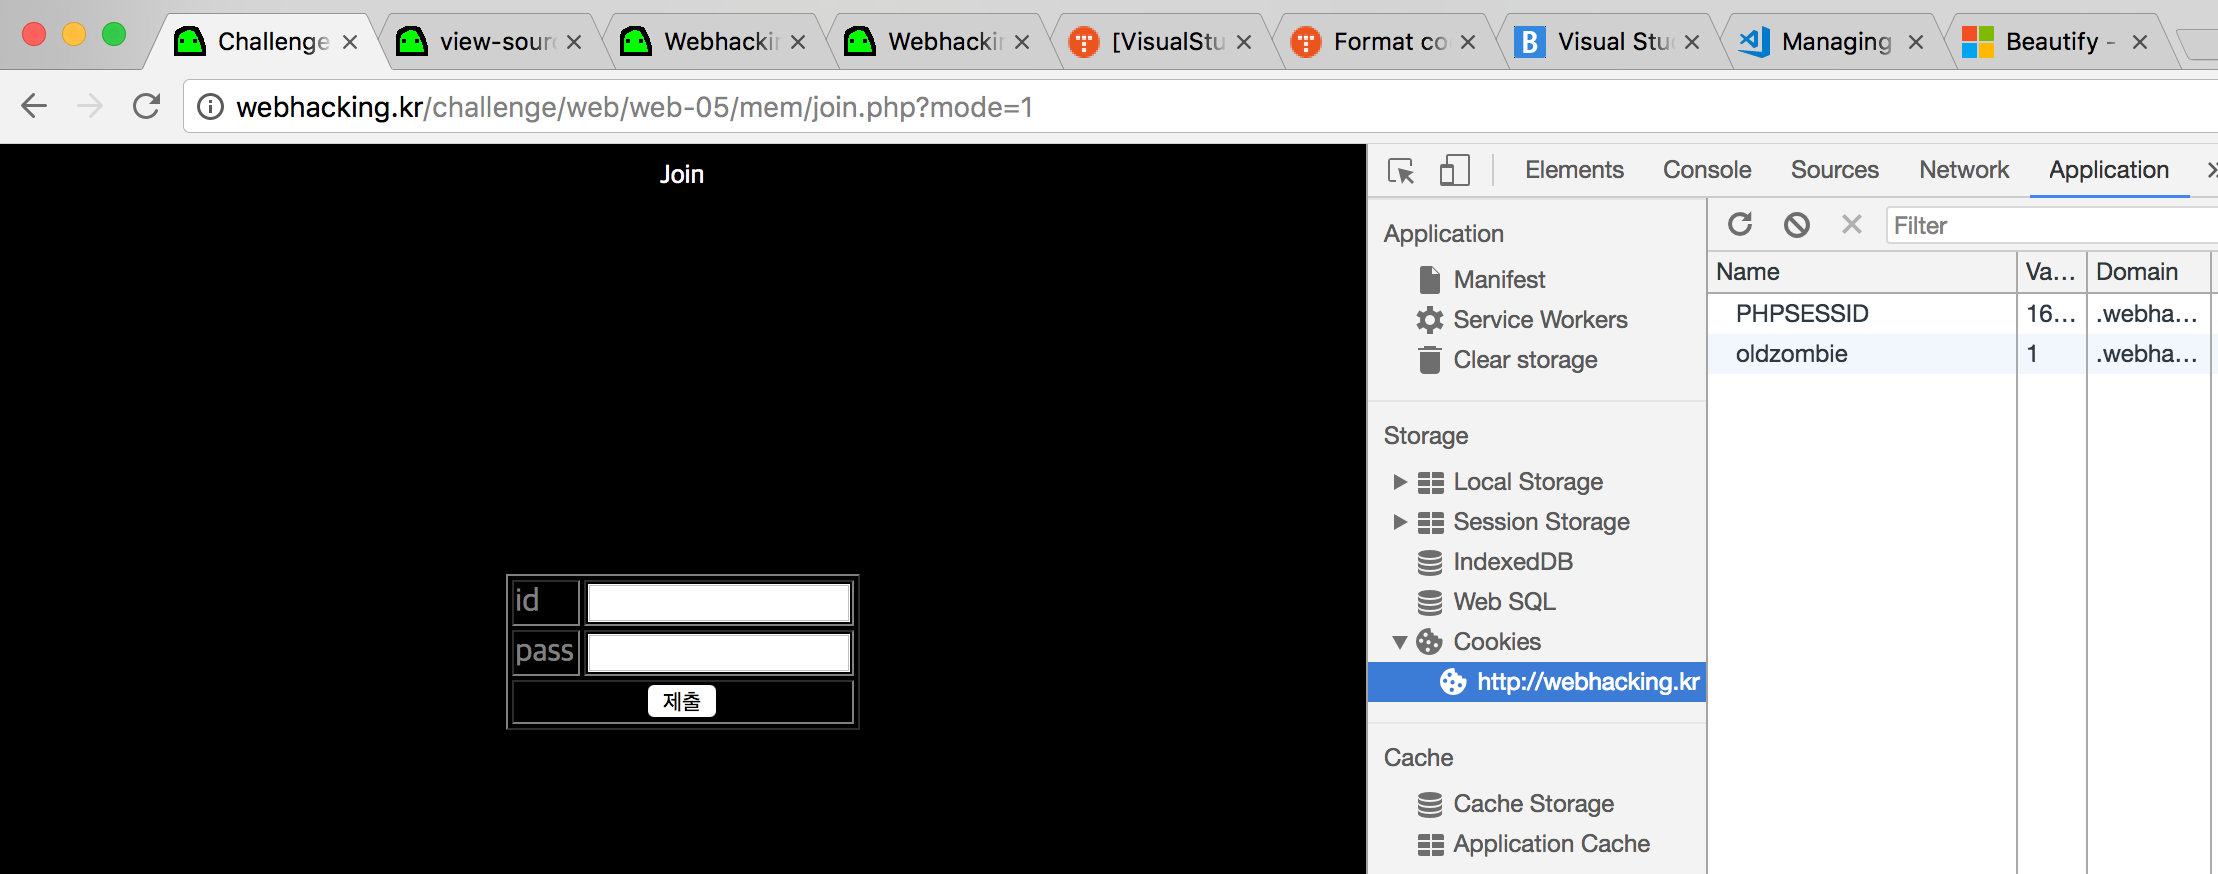 Challenge
view-sour
Webhackin
Webhackin
[VisualStu
Format co
Visual Stu
Managing
Beautify -
webhacking.kr/challenge/web/web-05/mem/join.php?mode=1
Join
id
pass
제출
Elements Console Sources Network Application
Application
Manifest
Service Workers
Clear storage
Storage
Local Storage
Session Storage
IndexedDB
Web SQL
Cookies
http://webhacking.kr
Cache
Cache Storage
Application Cache
Filter
Name Va... Domain
PHPSESSID 16... .webha...
oldzombie 1 .webha...